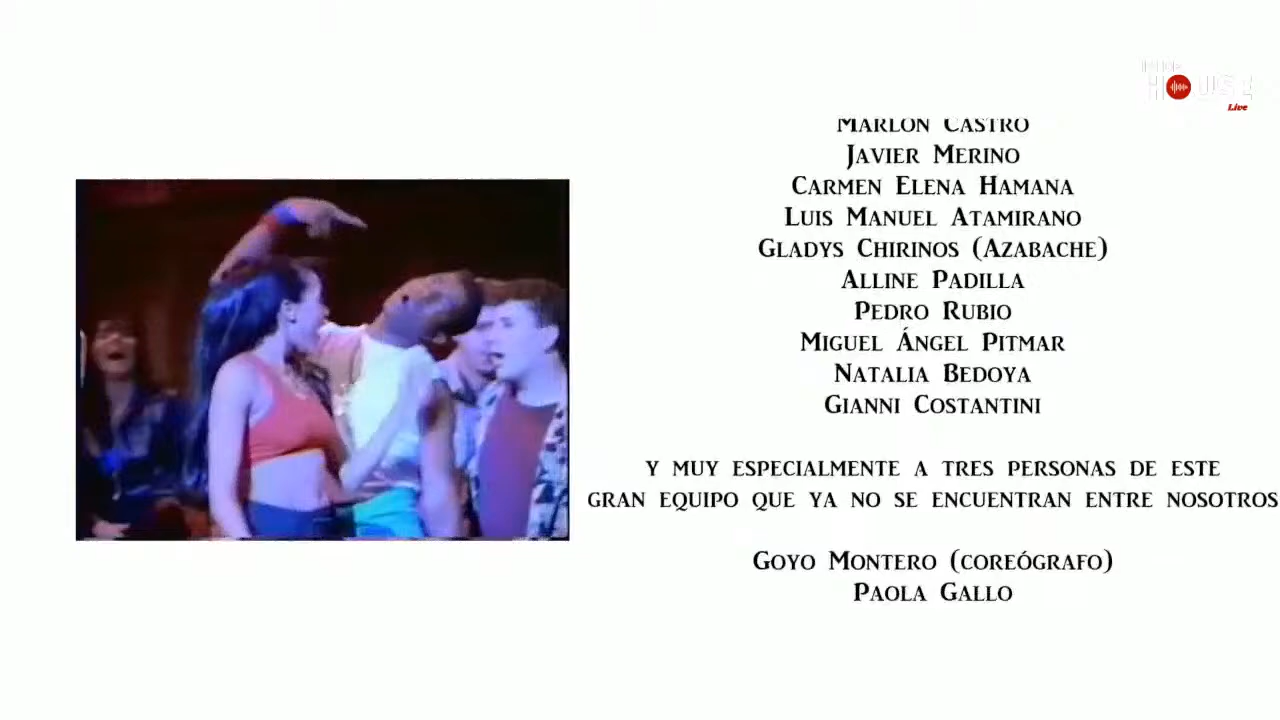 HOUSE
Live
Marlon Castro
Javier Merino
Carmen Elena Hamana
Luis Manuel Atamirano
Gladys Chirinos (Azabache)
Alline Padilla
Pedro Rubio
Miguel Ángel Pitmar
Natalia Bedoya
Gianni Costantini
y muy especialmente a tres personas de este
gran equipo que ya no se encuentran entre nosotros
Goyo Montero (coreógrafo)
Paola Gallo